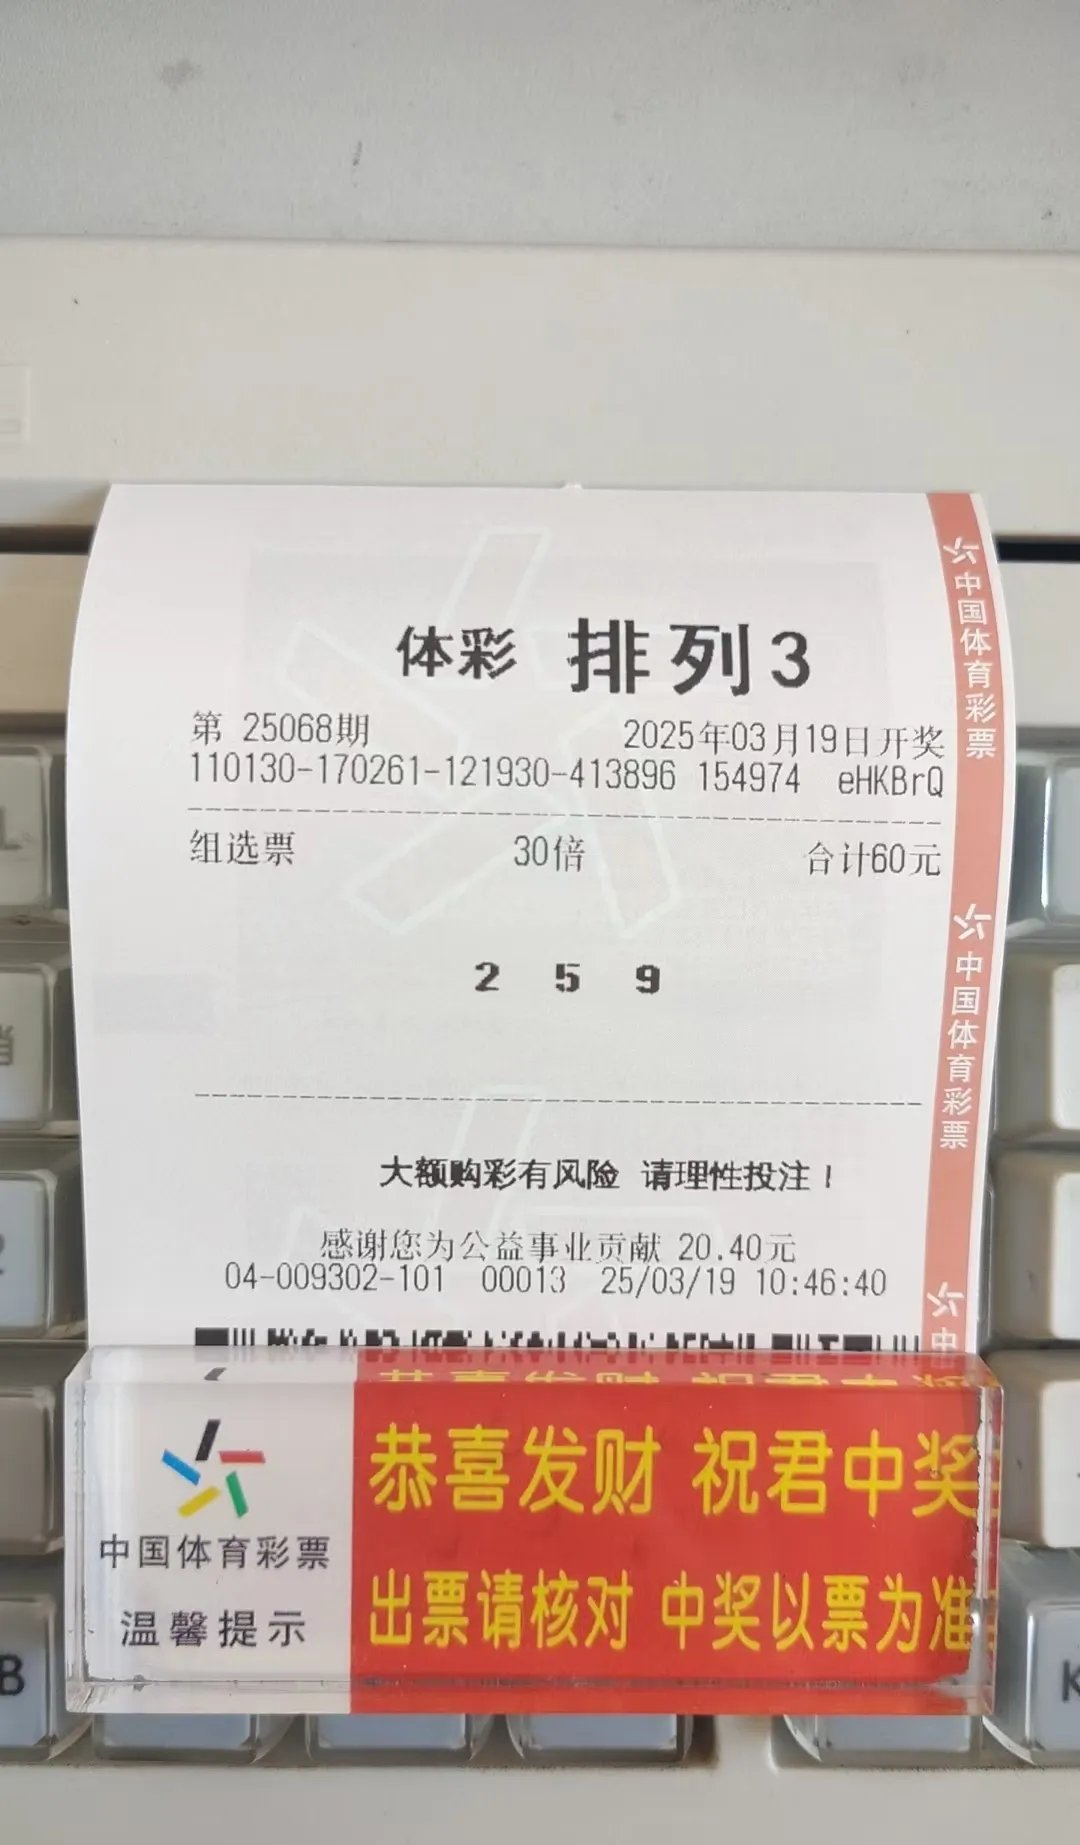 体彩 排列3
第 25068期 2025年03月19日开奖
110130-170261-121930-413896 154974 eHKBrQ
组选票 30倍 合计60元
2 5 9
大额购彩有风险 请理性投注！
感谢您为公益事业贡献 20.40元
04-009302-101 00013 25/03/19 10:46:40
中国体育彩票
中国体育彩票
中
恭喜发财 祝君中奖
中国体育彩票
出票请核对 中奖以票为准
温馨提示
B
K